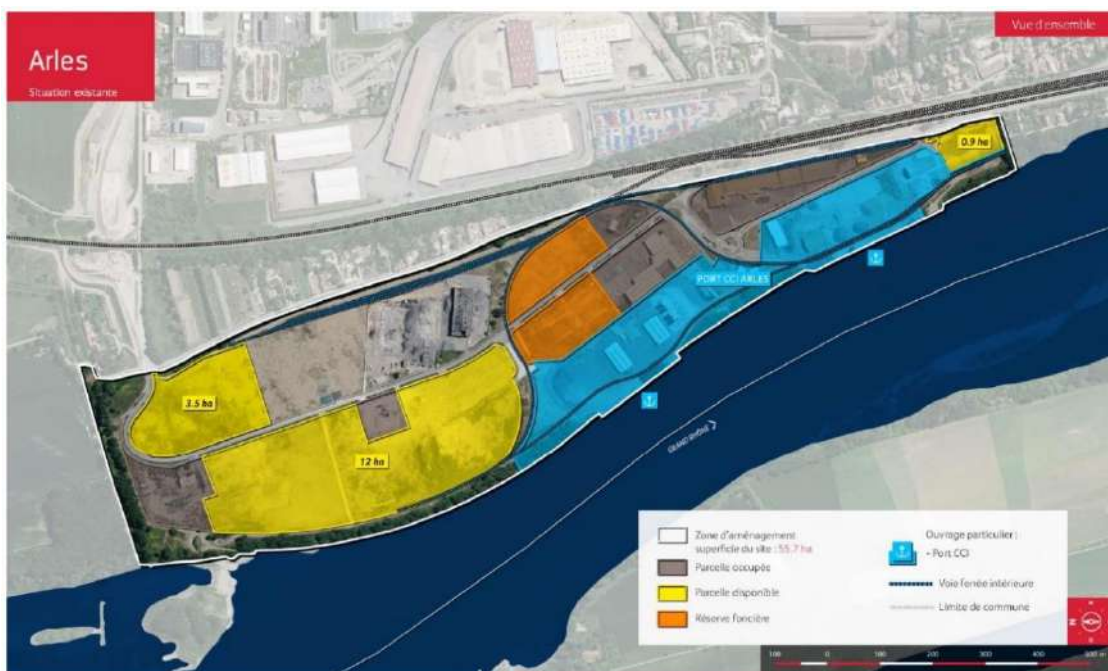 Arles
Situation existante
Vue d'ensemble
0.9 ha
PORT CCI ARLES
3.5 ha
12 ha
Zone d'aménagement
superficie du site : 55.7 ha
Parcelle occupée
Parcelle disponible
Réserve foncière
Ouvrage particulier :
- Port CCI
Voie ferrée intérieure
Limite de commune
100 0 100 200 300 400 500 m